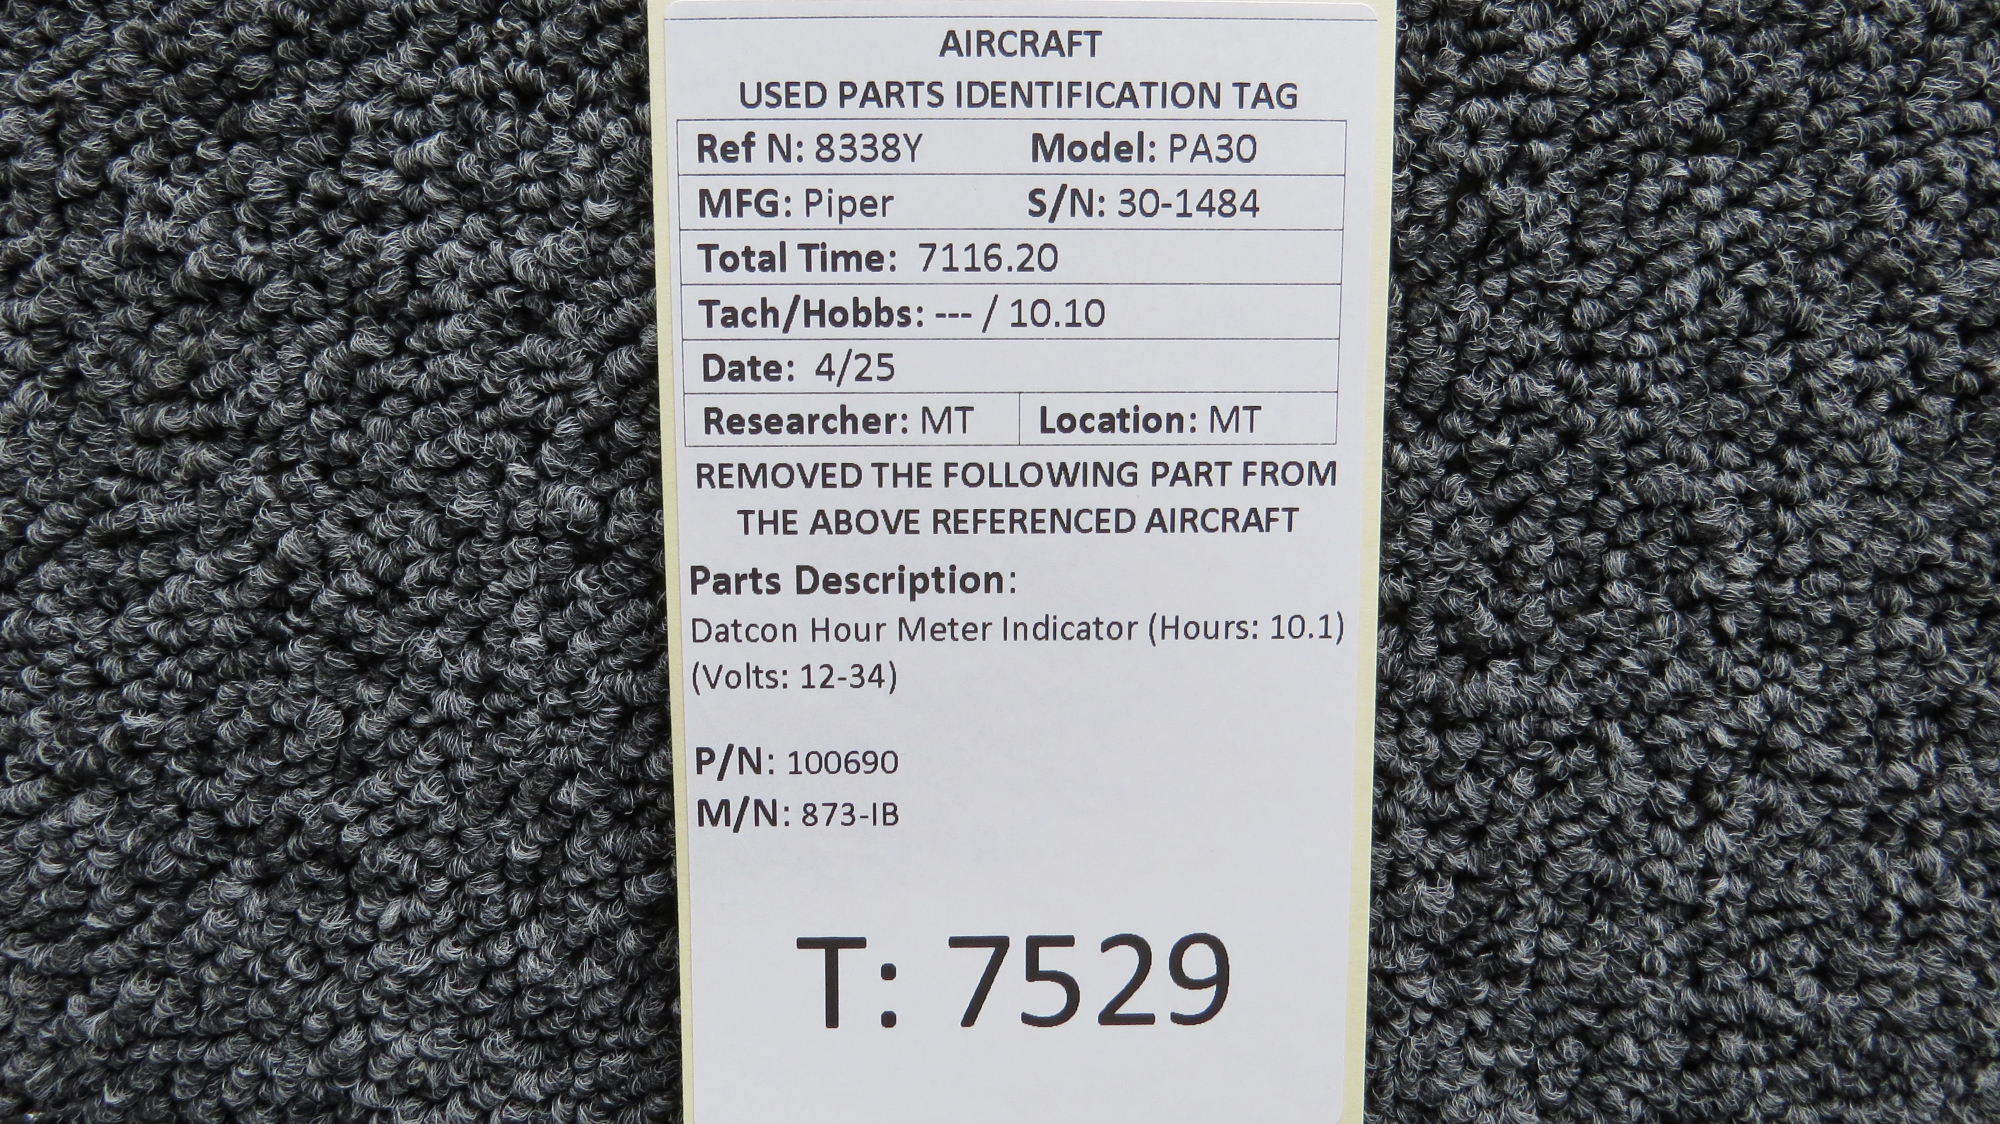 AIRCRAFT
USED PARTS IDENTIFICATION TAG
Ref N: 8338Y Model: PA30
MFG: Piper S/N: 30-1484
Total Time: 7116.20
Tach/Hobbs: --- / 10.10
Date: 4/25
Researcher: MT Location: MT
REMOVED THE FOLLOWING PART FROM
THE ABOVE REFERENCED AIRCRAFT
Parts Description:
Datcon Hour Meter Indicator (Hours: 10.1)
(Volts: 12-34)
P/N: 100690
M/N: 873-IB
T: 7529